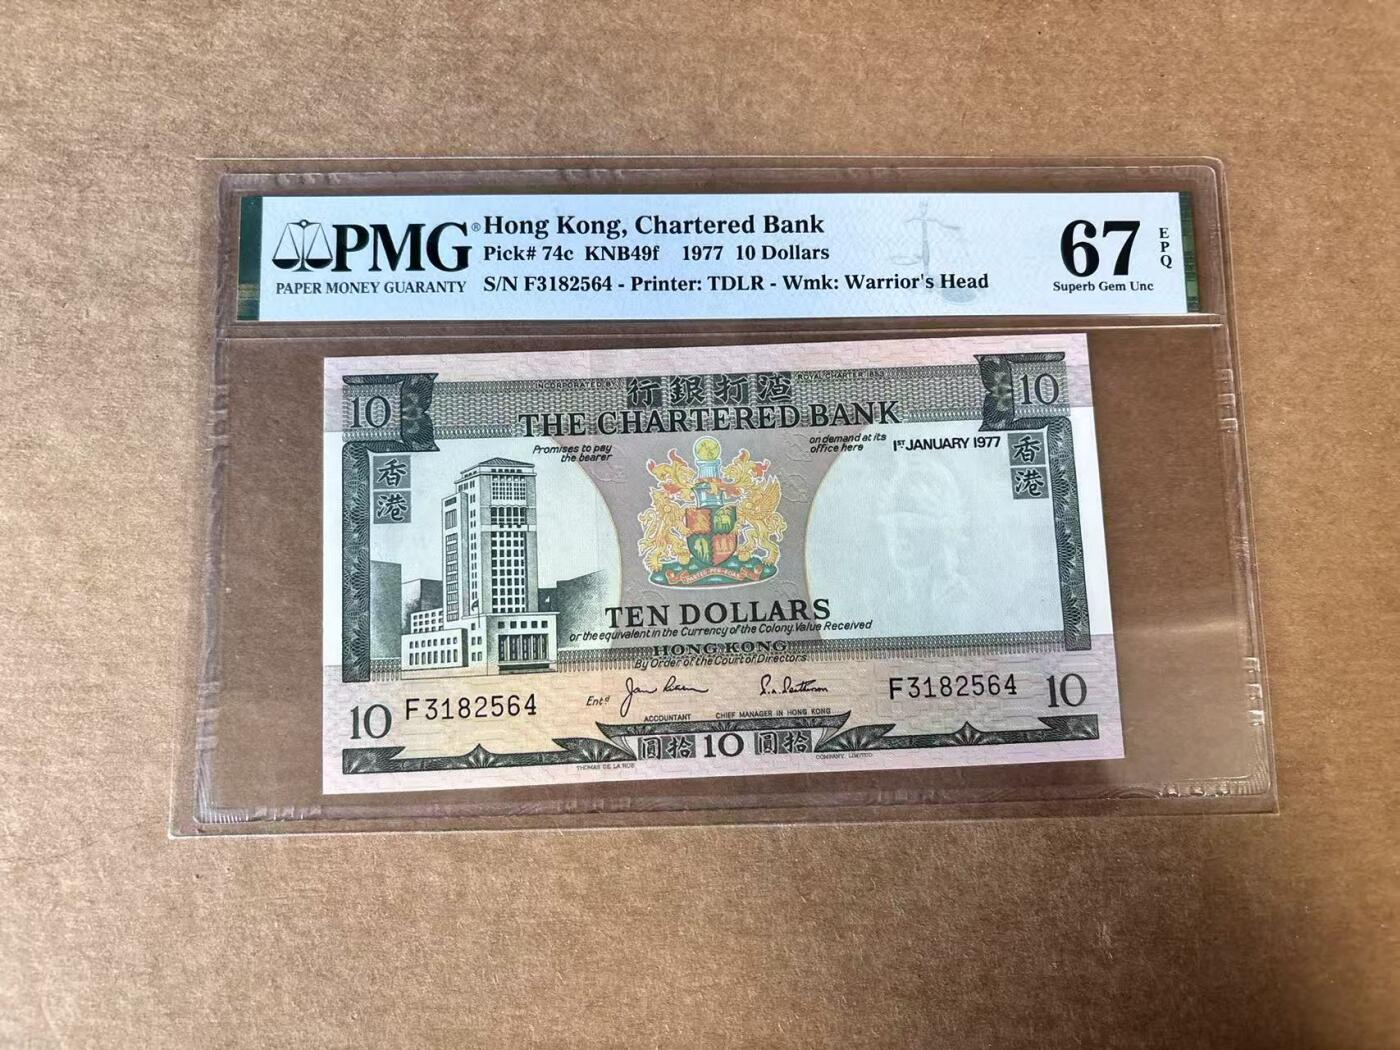 PMG®
PAPER MONEY GUARANTY
Hong Kong, Chartered Bank
Pick# 74c KNB49f 1977 10 Dollars
S/N F3182564 - Printer: TDLR - Wmk: Warrior's Head
67
EPQ
Superb Gem Unc
INCORPORATED BY 行銀打渣 ROYAL CHARTER 1853
10 THE CHARTERED BANK 10
Promises to pay
the bearer
on demand at its
office here
1ST JANUARY 1977
香港
香港
TEN DOLLARS
or the equivalent in the Currency of the Colony. Value Received
HONG KONG
By Order of the Court of Directors
F3182564
Entd
F3182564
ACCOUNTANT
CHIEF MANAGER IN HONG KONG
10
10
圓拾 10 圓拾
THOMAS DE LA RUE
COMPANY, LIMITED